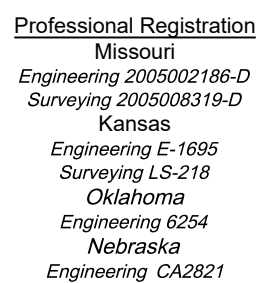 Professional Registration
Missouri
Engineering 2005002186-D
Surveying 2005008319-D
Kansas
Engineering E-1695
Surveying LS-218
Oklahoma
Engineering 6254
Nebraska
Engineering CA2821